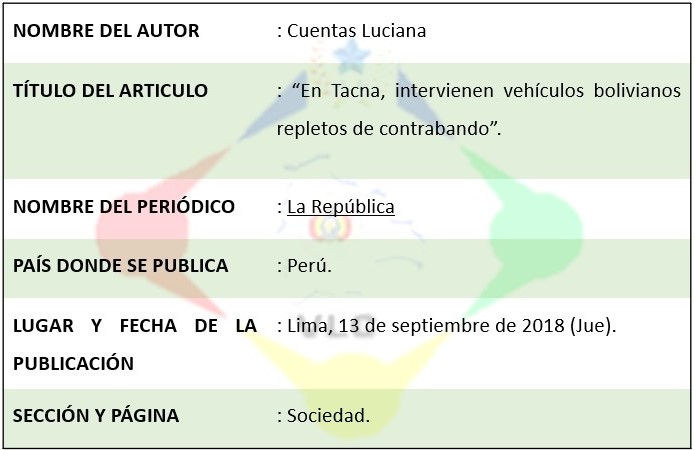 NOMBRE DEL AUTOR : Cuentas Luciana
TÍTULO DEL ARTICULO : “En Tacna, intervienen vehículos bolivianos
repletos de contrabando”.
NOMBRE DEL PERIÓDICO : La República
PAÍS DONDE SE PUBLICA : Perú.
LUGAR Y FECHA DE LA : Lima, 13 de septiembre de 2018 (Jue).
PUBLICACIÓN
SECCIÓN Y PÁGINA : Sociedad.